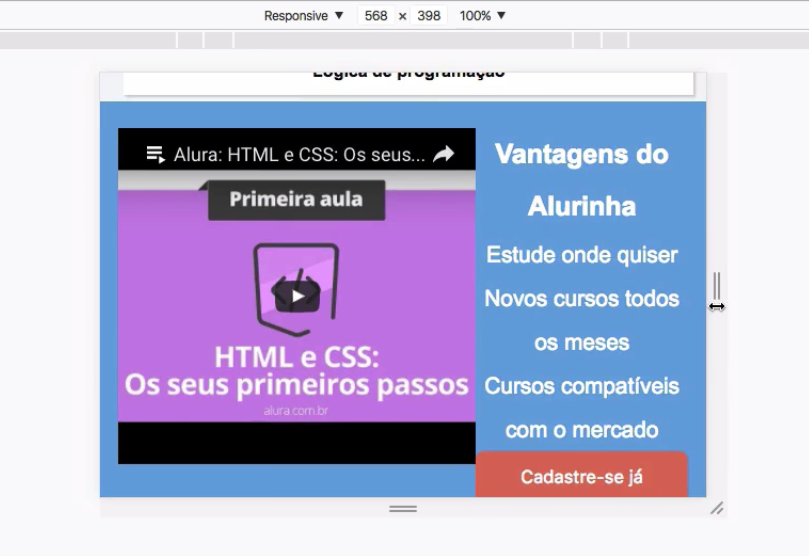 Responsive ▼ 568 × 398 100% ▼
Lógica de programação
Alura: HTML e CSS: Os seus...
Primeira aula
HTML e CSS:
Os seus primeiros passos
alura.com.br
Vantagens do
Alurinha
Estude onde quiser
Novos cursos todos
os meses
Cursos compatíveis
com o mercado
Cadastre-se já